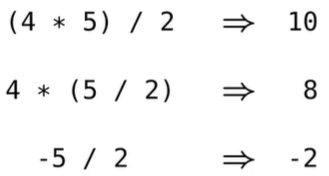 (4 * 5) / 2 ⇒ 10
4 * (5 / 2) ⇒ 8
-5 / 2 ⇒ -2